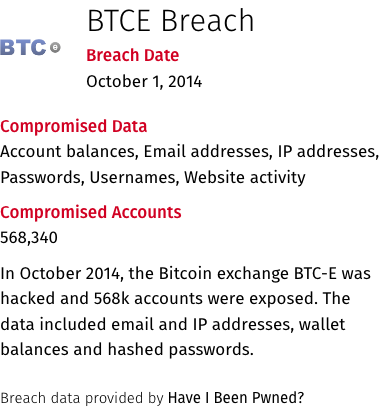 BTCE Breach
BTC e
Breach Date
October 1, 2014
Compromised Data
Account balances, Email addresses, IP addresses,
Passwords, Usernames, Website activity
Compromised Accounts
568,340
In October 2014, the Bitcoin exchange BTC-E was
hacked and 568k accounts were exposed. The
data included email and IP addresses, wallet
balances and hashed passwords.
Breach data provided by Have I Been Pwned?